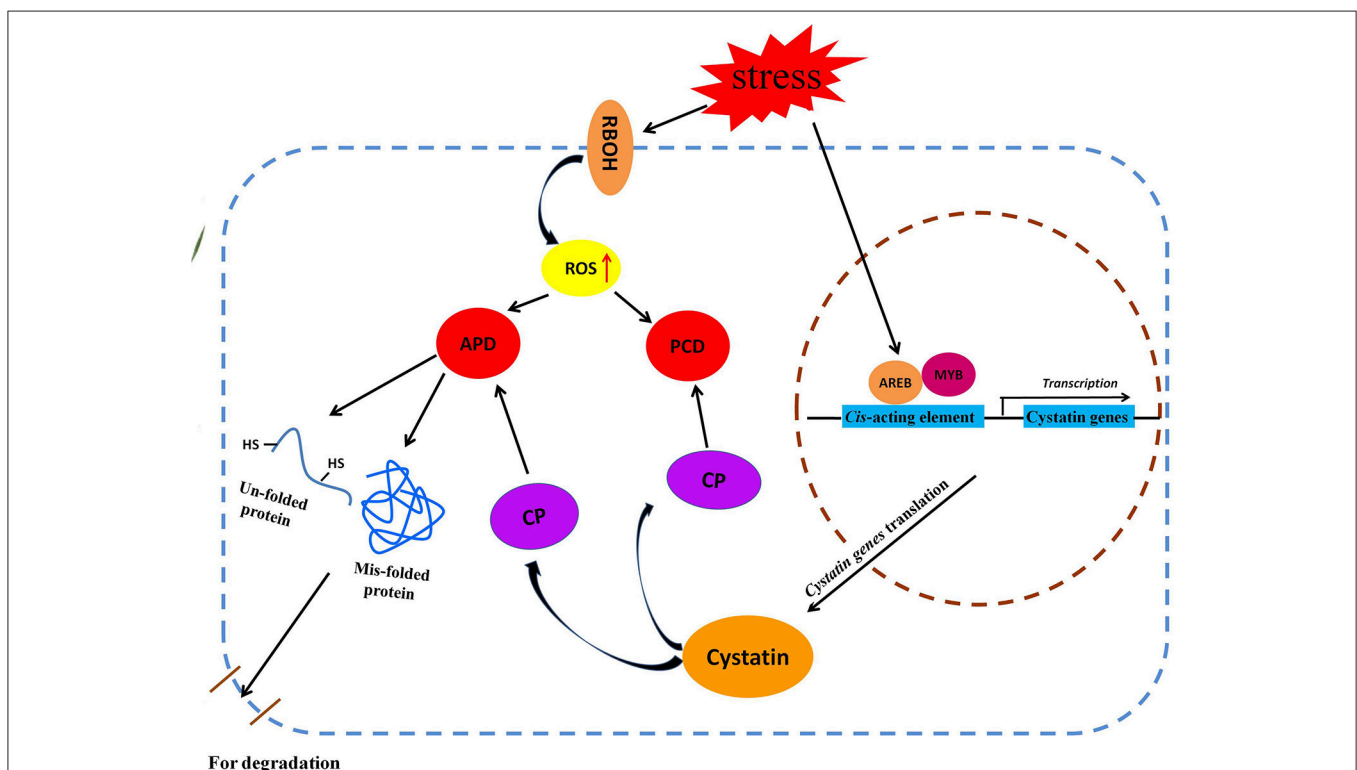 stress
RBOH
ROS
APD
PCD
AREB
MYB
Transcription
Cis-acting element
Cystatin genes
HS
HS
Un-folded
protein
CP
CP
Mis-folded
protein
Cystatin genes translation
Cystatin
For degradation